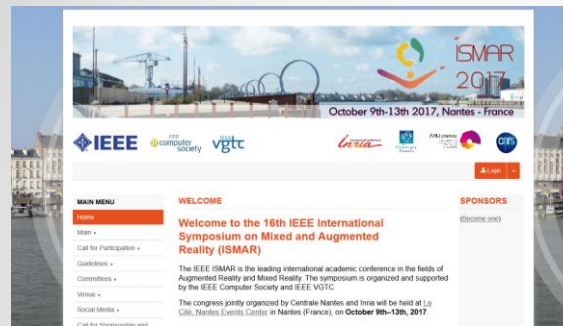 ISMAR
2017
October 9th-13th 2017, Nantes - France
IEEE
computer
society
vgtc
Inria
Centrale
Nantes
cnrs
Login
MAIN MENU
Home
Main
Call for Participation
Guidelines
Committees
Venue
Social Media
Call for Sponsorship and
WELCOME
Welcome to the 16th IEEE International
Symposium on Mixed and Augmented
Reality (ISMAR)
The IEEE ISMAR is the leading international academic conference in the fields of
Augmented Reality and Mixed Reality. The symposium is organized and supported
by the IEEE Computer Society and IEEE VGTC.
The congress jointly organized by Centrale Nantes and Inria will be held at La
Cité, Nantes Events Center in Nantes (France), on October 9th–13th, 2017.
SPONSORS
(Become one)